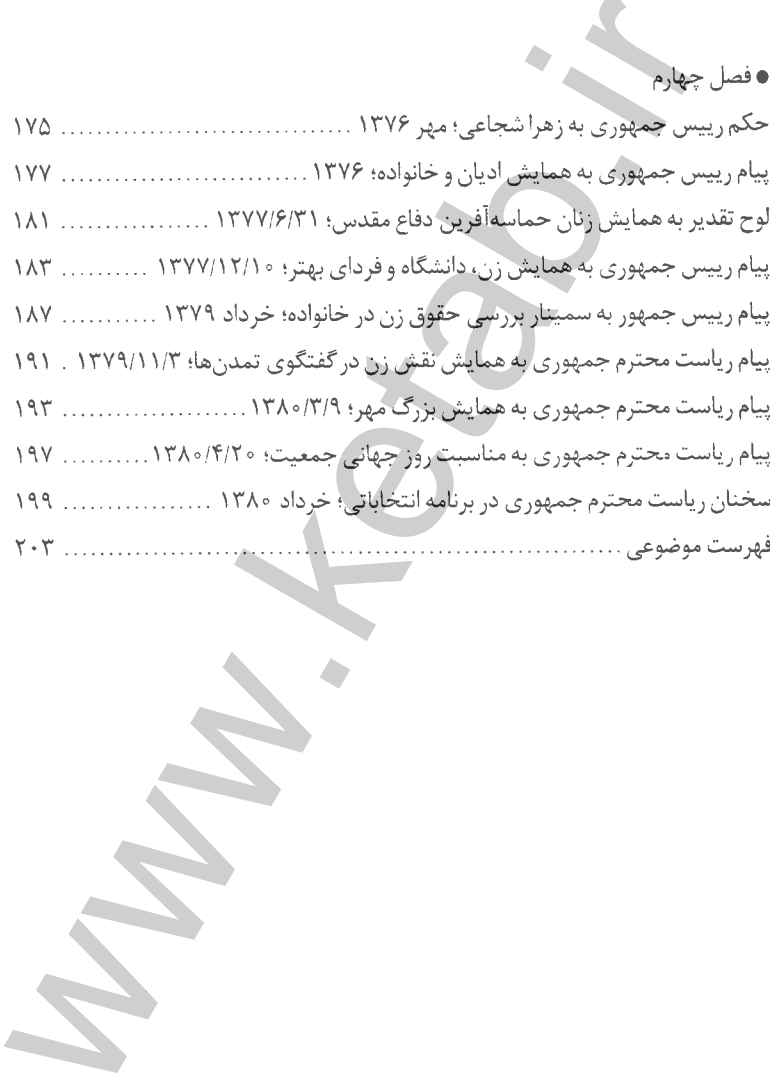 ● فصل چهارم
حکم رییس جمهوری به زهرا شجاعی؛ مهر ۱۳۷۶ ................................ ۱۷۵
پیام رییس جمهوری به همایش ادیان و خانواده؛ ۱۳۷۶ ............................ ۱۷۷
لوح تقدیر به همایش زنان حماسه‌آفرین دفاع مقدس؛ ۱۳۷۷/۶/۳۱ ................. ۱۸۱
پیام رییس جمهوری به همایش زن، دانشگاه و فردای بهتر؛ ۱۳۷۷/۱۲/۱۰ .......... ۱۸۳
پیام رییس جمهور به سمینار بررسی حقوق زن در خانواده؛ خرداد ۱۳۷۹ ........... ۱۸۷
پیام ریاست محترم جمهوری به همایش نقش زن در گفتگوی تمدن‌ها؛ ۱۳۷۹/۱۱/۳ . ۱۹۱
پیام ریاست محترم جمهوری به همایش بزرگ مهر؛ ۱۳۸۰/۳/۹ ..................... ۱۹۳
پیام ریاست محترم جمهوری به مناسبت روز جهانی جمعیت؛ ۱۳۸۰/۴/۲۰ .......... ۱۹۷
سخنان ریاست محترم جمهوری در برنامه انتخاباتی؛ خرداد ۱۳۸۰ ................. ۱۹۹
فهرست موضوعی ................................................................ ۲۰۳
www.ketab.ir